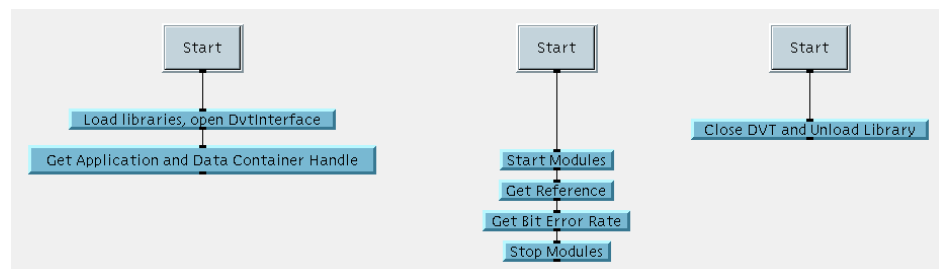 Start
Load libraries, open DvtInterface
Get Application and Data Container Handle
Start
Start Modules
Get Reference
Get Bit Error Rate
Stop Modules
Start
Close DVT and Unload Library